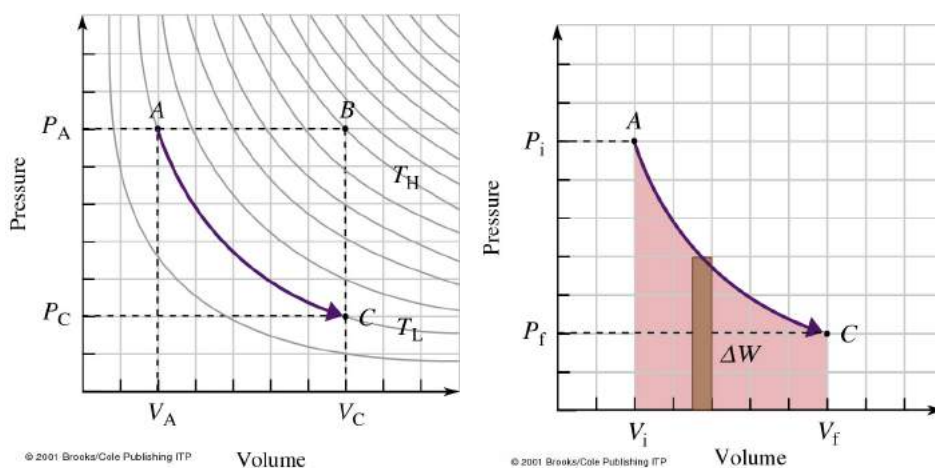 Pressure
P_A
P_C
A
B
T_H
C
T_L
V_A
V_C
Volume
© 2001 Brooks/Cole Publishing ITP
Pressure
P_i
P_f
A
C
ΔW
V_i
V_f
Volume
© 2001 Brooks/Cole Publishing ITP